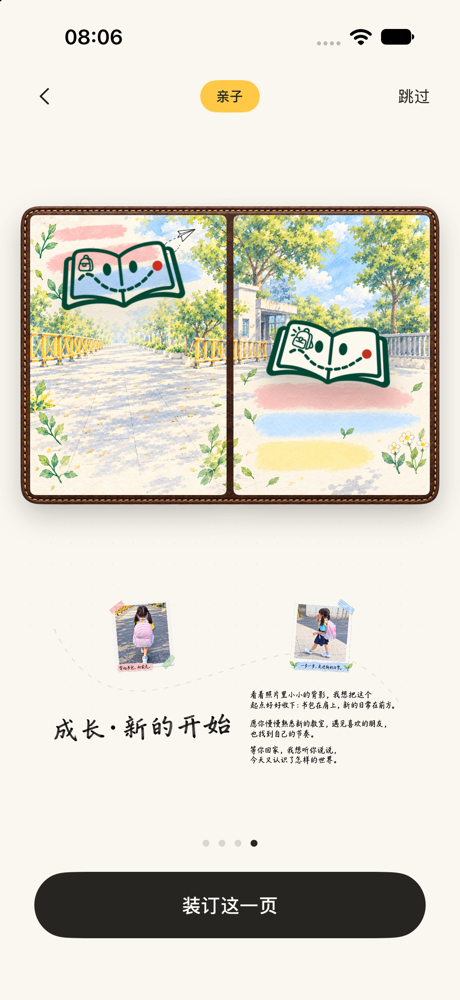 08:06
亲子
跳过
成长·新的开始
看着照片里小小的背影，我想把这个
起点好好收下：书包在肩上，新的日常在前方。
愿你慢慢熟悉新的教室，遇见喜欢的朋友，
也找到自己的节奏。
等你回家，我想听你说说，
今天又认识了怎样的世界。
装订这一页